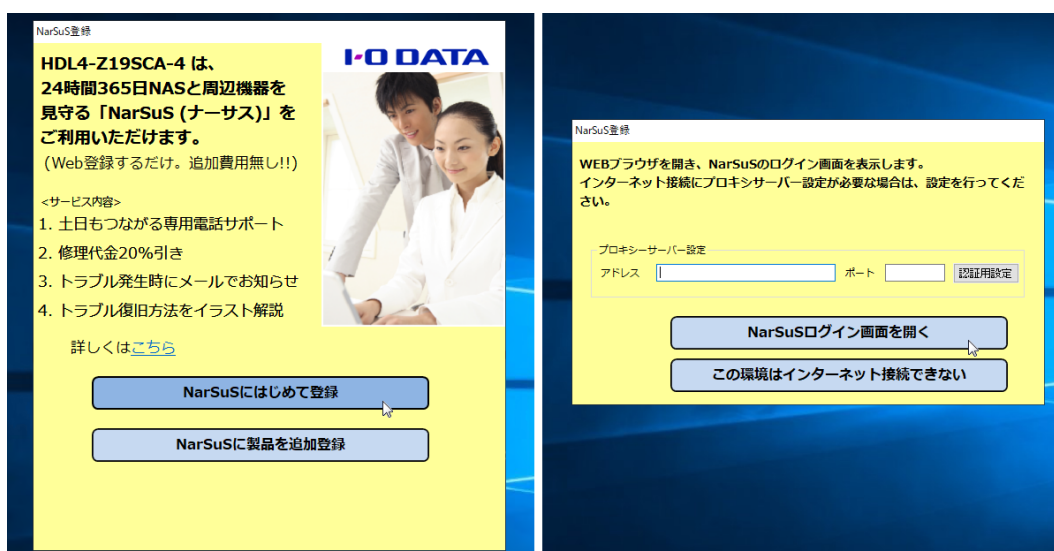 NarSuS登録
HDL4-Z19SCA-4 は、
24時間365日NASと周辺機器を
見守る「NarSuS (ナーサス)」を
ご利用いただけます。
(Web登録するだけ。追加費用無し!!)
<サービス内容>
1. 土日もつながる専用電話サポート
2. 修理代金20%引き
3. トラブル発生時にメールでお知らせ
4. トラブル復旧方法をイラスト解説
詳しくはこちら
NarSuSにはじめて登録
NarSuSに製品を追加登録
I-O DATA
NarSuS登録
WEBブラウザを開き、NarSuSのログイン画面を表示します。
インターネット接続にプロキシサーバー設定が必要な場合は、設定を行ってくだ
さい。
プロキシーサーバー設定
アドレス
ポート
認証用設定
NarSuSログイン画面を開く
この環境はインターネット接続できない